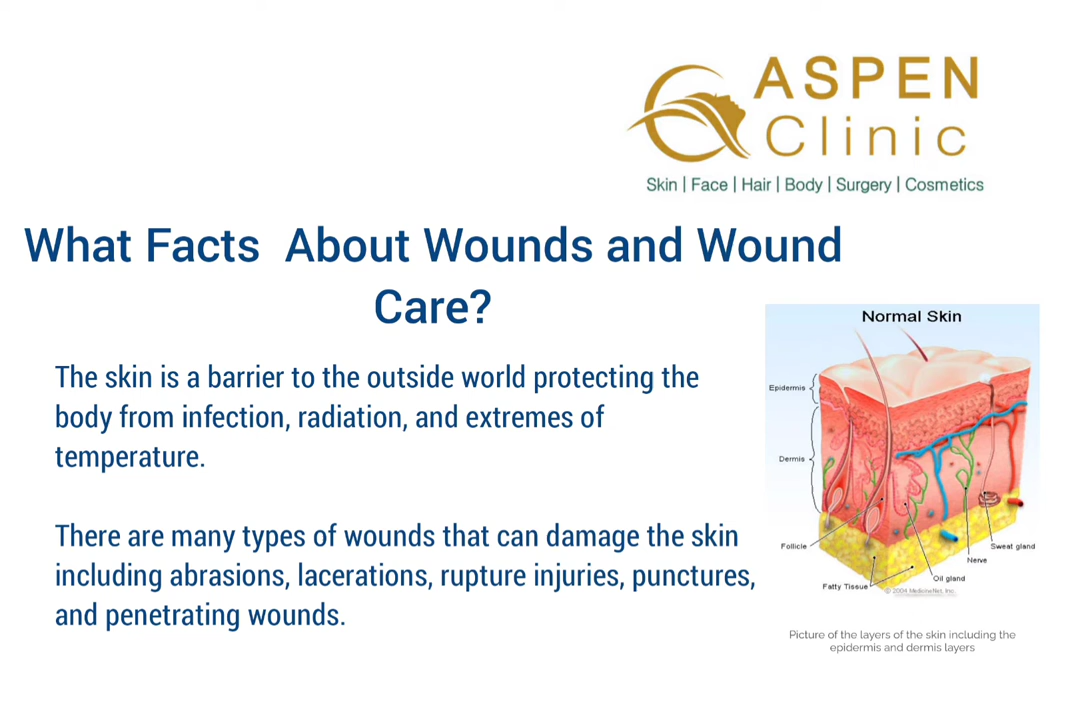 ASPEN
Clinic
Skin | Face | Hair | Body | Surgery | Cosmetics
What Facts  About Wounds and Wound
Care?
The skin is a barrier to the outside world protecting the
body from infection, radiation, and extremes of
temperature.
There are many types of wounds that can damage the skin
including abrasions, lacerations, rupture injuries, punctures,
and penetrating wounds.
Normal Skin
Epidermis
Dermis
Follicle
Sweat gland
Nerve
Oil gland
Fatty Tissue
© 2004 MedicineNet, Inc.
Picture of the layers of the skin including the
epidermis and dermis layers